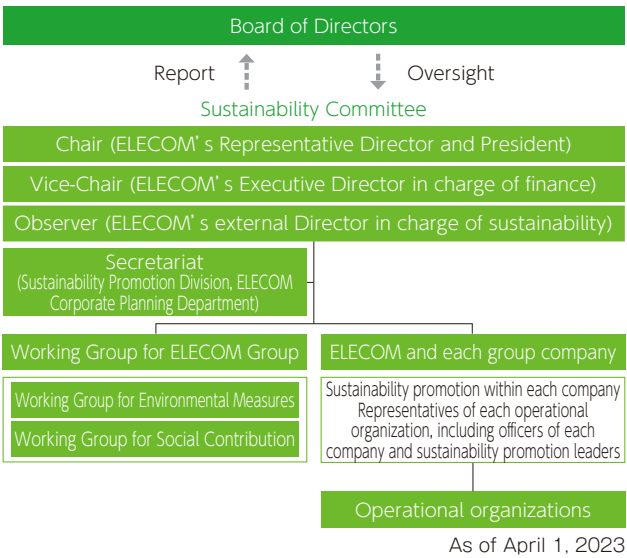 Board of Directors
Report
Oversight
Sustainability Committee
Chair (ELECOM's Representative Director and President)
Vice-Chair (ELECOM's Executive Director in charge of finance)
Observer (ELECOM's external Director in charge of sustainability)
Secretariat
(Sustainability Promotion Division, ELECOM
Corporate Planning Department)
Working Group for ELECOM Group
Working Group for Environmental Measures
Working Group for Social Contribution
ELECOM and each group company
Sustainability promotion within each company
Representatives of each operational
organization, including officers of each
company and sustainability promotion leaders
Operational organizations
As of April 1, 2023